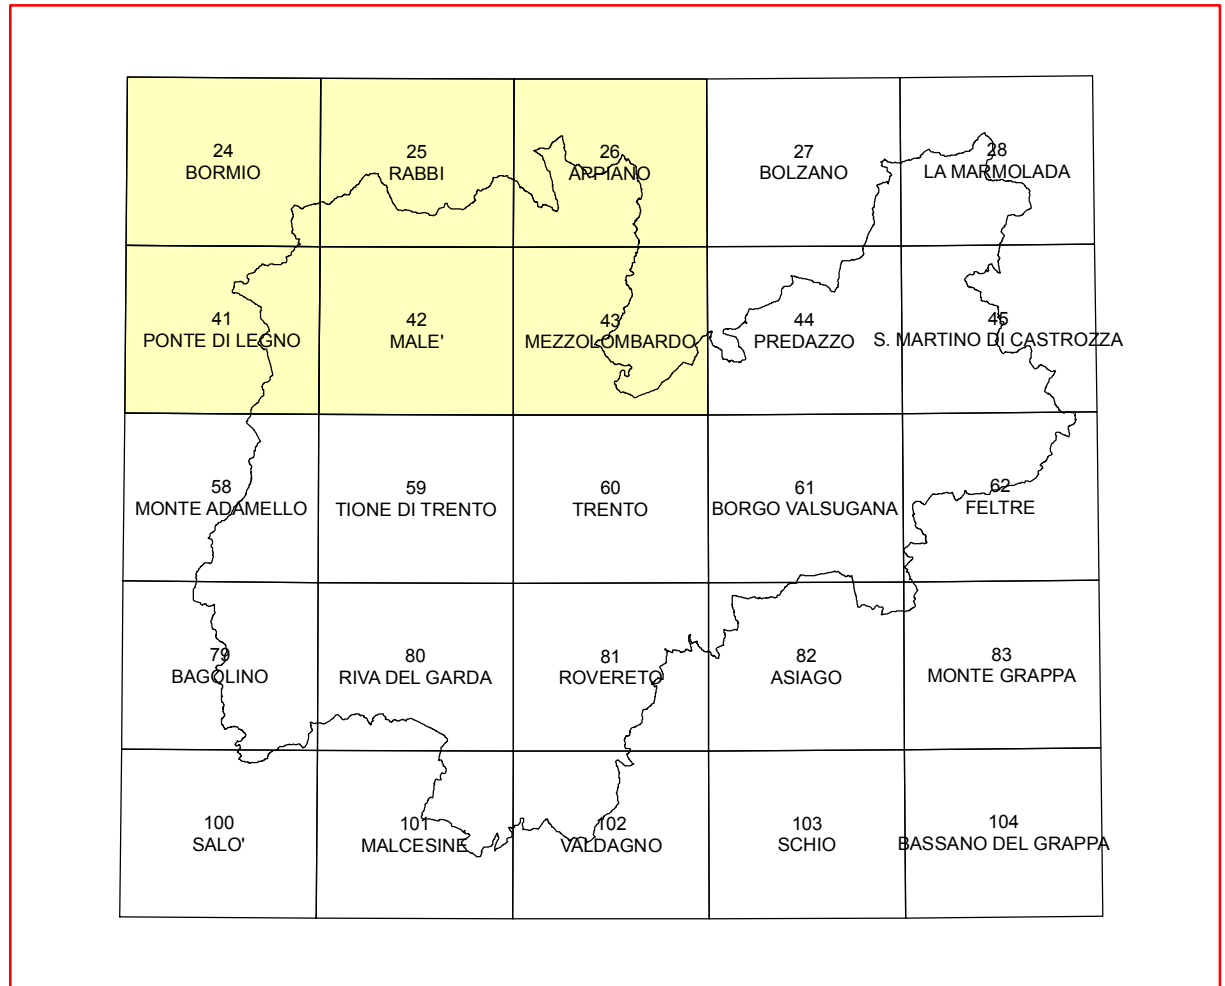 24
BORMIO
25
RABBI
26
APPIANO
27
BOLZANO
28
LA MARMOLADA
41
PONTE DI LEGNO
42
MALE'
43
MEZZOLOMBARDO
44
PREDAZZO
45
S. MARTINO DI CASTROZZA
58
MONTE ADAMELLO
59
TIONE DI TRENTO
60
TRENTO
61
BORGO VALSUGANA
62
FELTRE
79
BAGOLINO
80
RIVA DEL GARDA
81
ROVERETO
82
ASIAGO
83
MONTE GRAPPA
100
SALO'
101
MALCESINE
102
VALDAGNO
103
SCHIO
104
BASSANO DEL GRAPPA